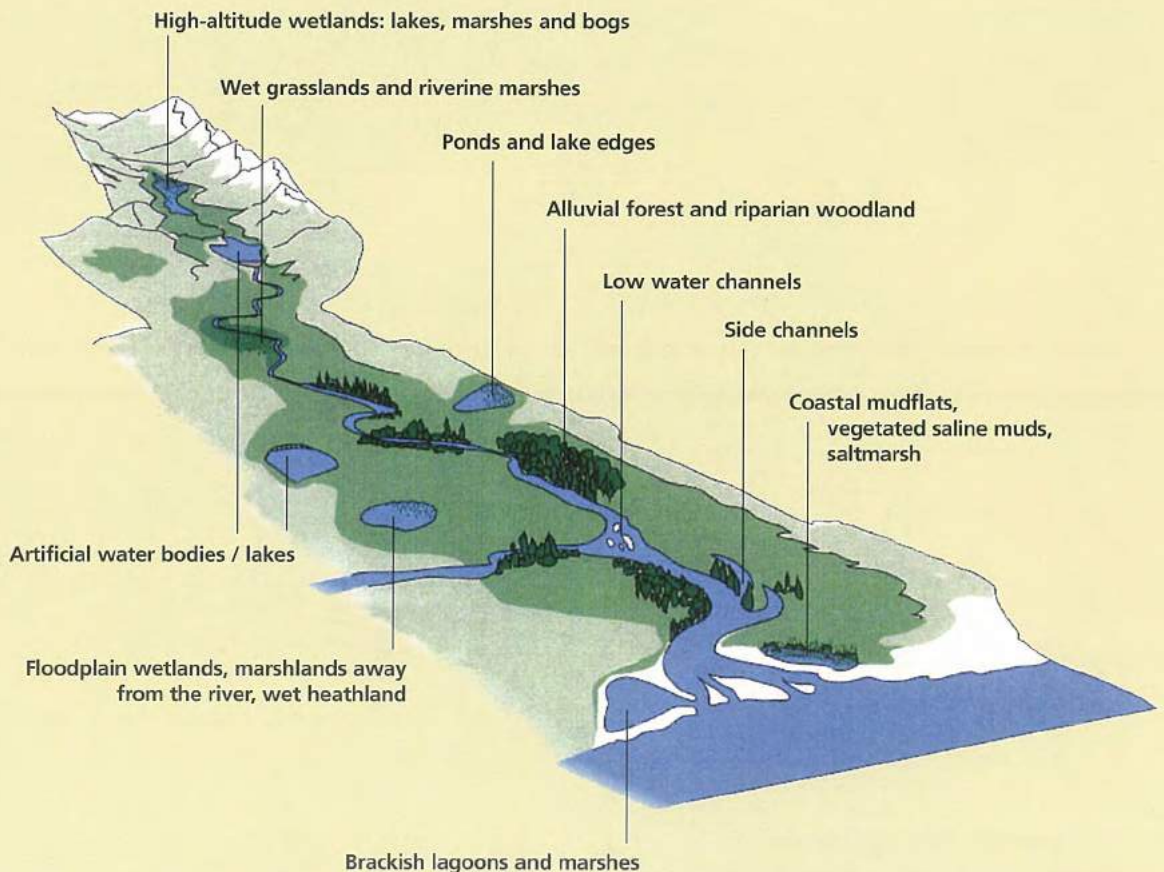 High-altitude wetlands: lakes, marshes and bogs
Wet grasslands and riverine marshes
Ponds and lake edges
Alluvial forest and riparian woodland
Low water channels
Side channels
Coastal mudflats,
vegetated saline muds,
saltmarsh
Artificial water bodies / lakes
Floodplain wetlands, marshlands away
from the river, wet heathland
Brackish lagoons and marshes